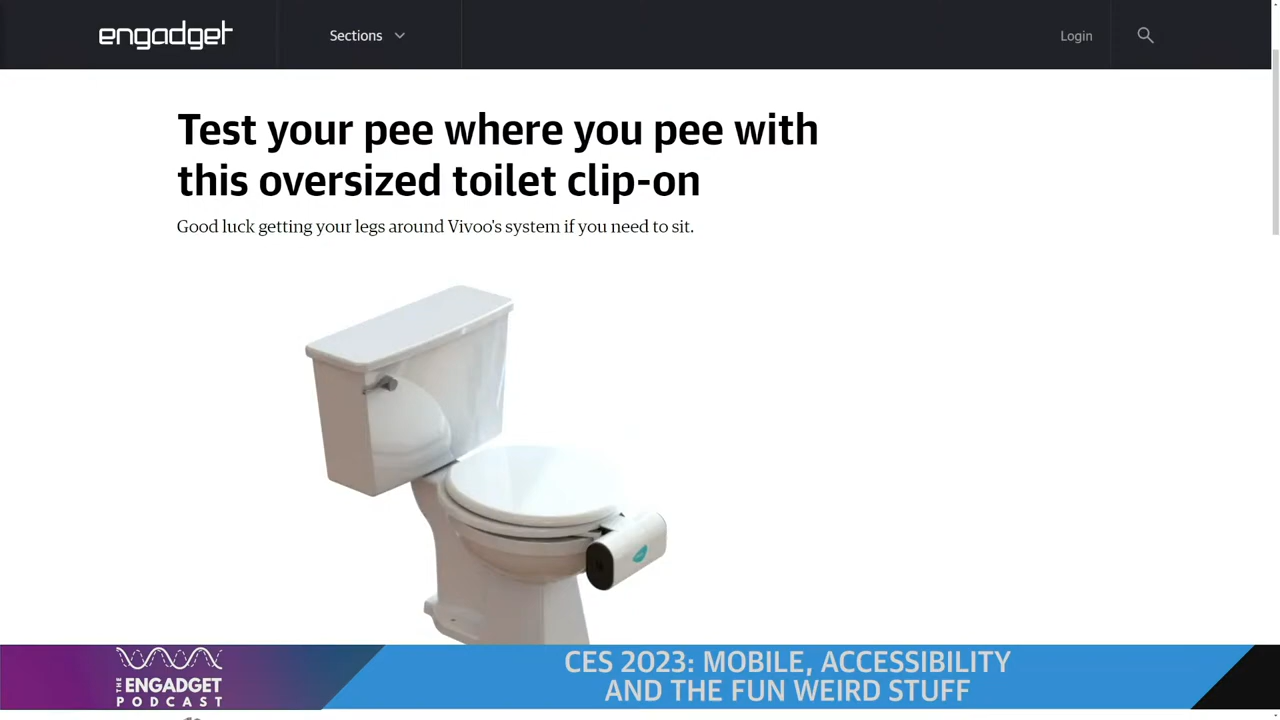 engadget
Sections
Login
Test your pee where you pee with
this oversized toilet clip-on
Good luck getting your legs around Vivoo's system if you need to sit.
THE
ENGADGET
PODCAST
CES 2023: MOBILE, ACCESSIBILITY
AND THE FUN WEIRD STUFF